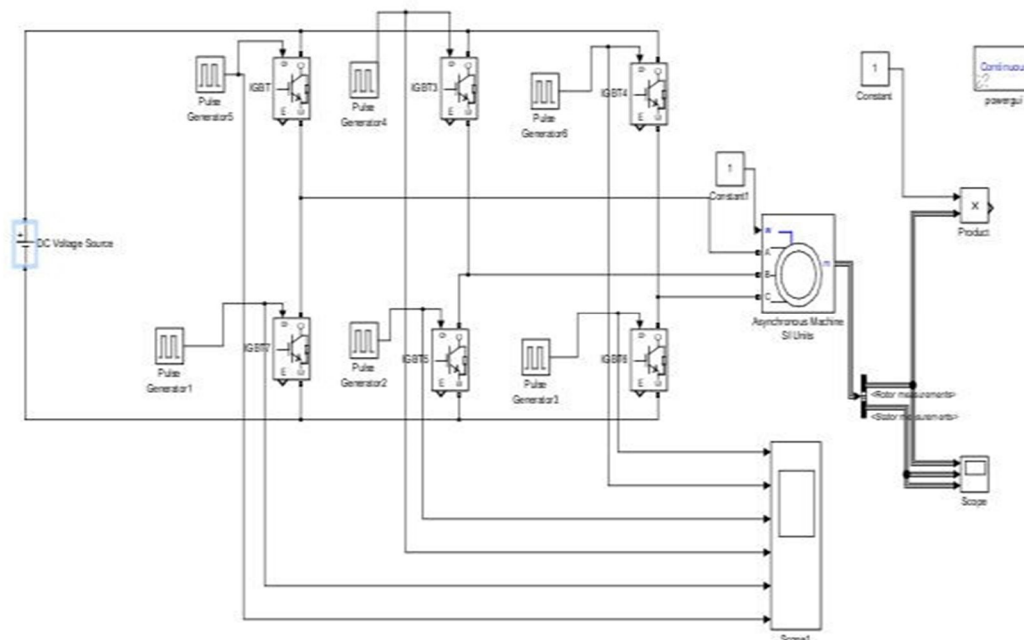 Pulse
Generator5
IGBT
Pulse
Generator4
IGBT3
Pulse
Generator6
IGBT4
1
Constant
Continuou
powergui
1
Constant1
x
Product
+
DC Voltage Source
w
A
B
C
m
Asynchronous Machine
SI Units
Pulse
Generator1
IGBT7
Pulse
Generator2
IGBT5
Pulse
Generator3
IGBT6
<Rotor measurements>
<Stator measurements>
Scope
Scope1